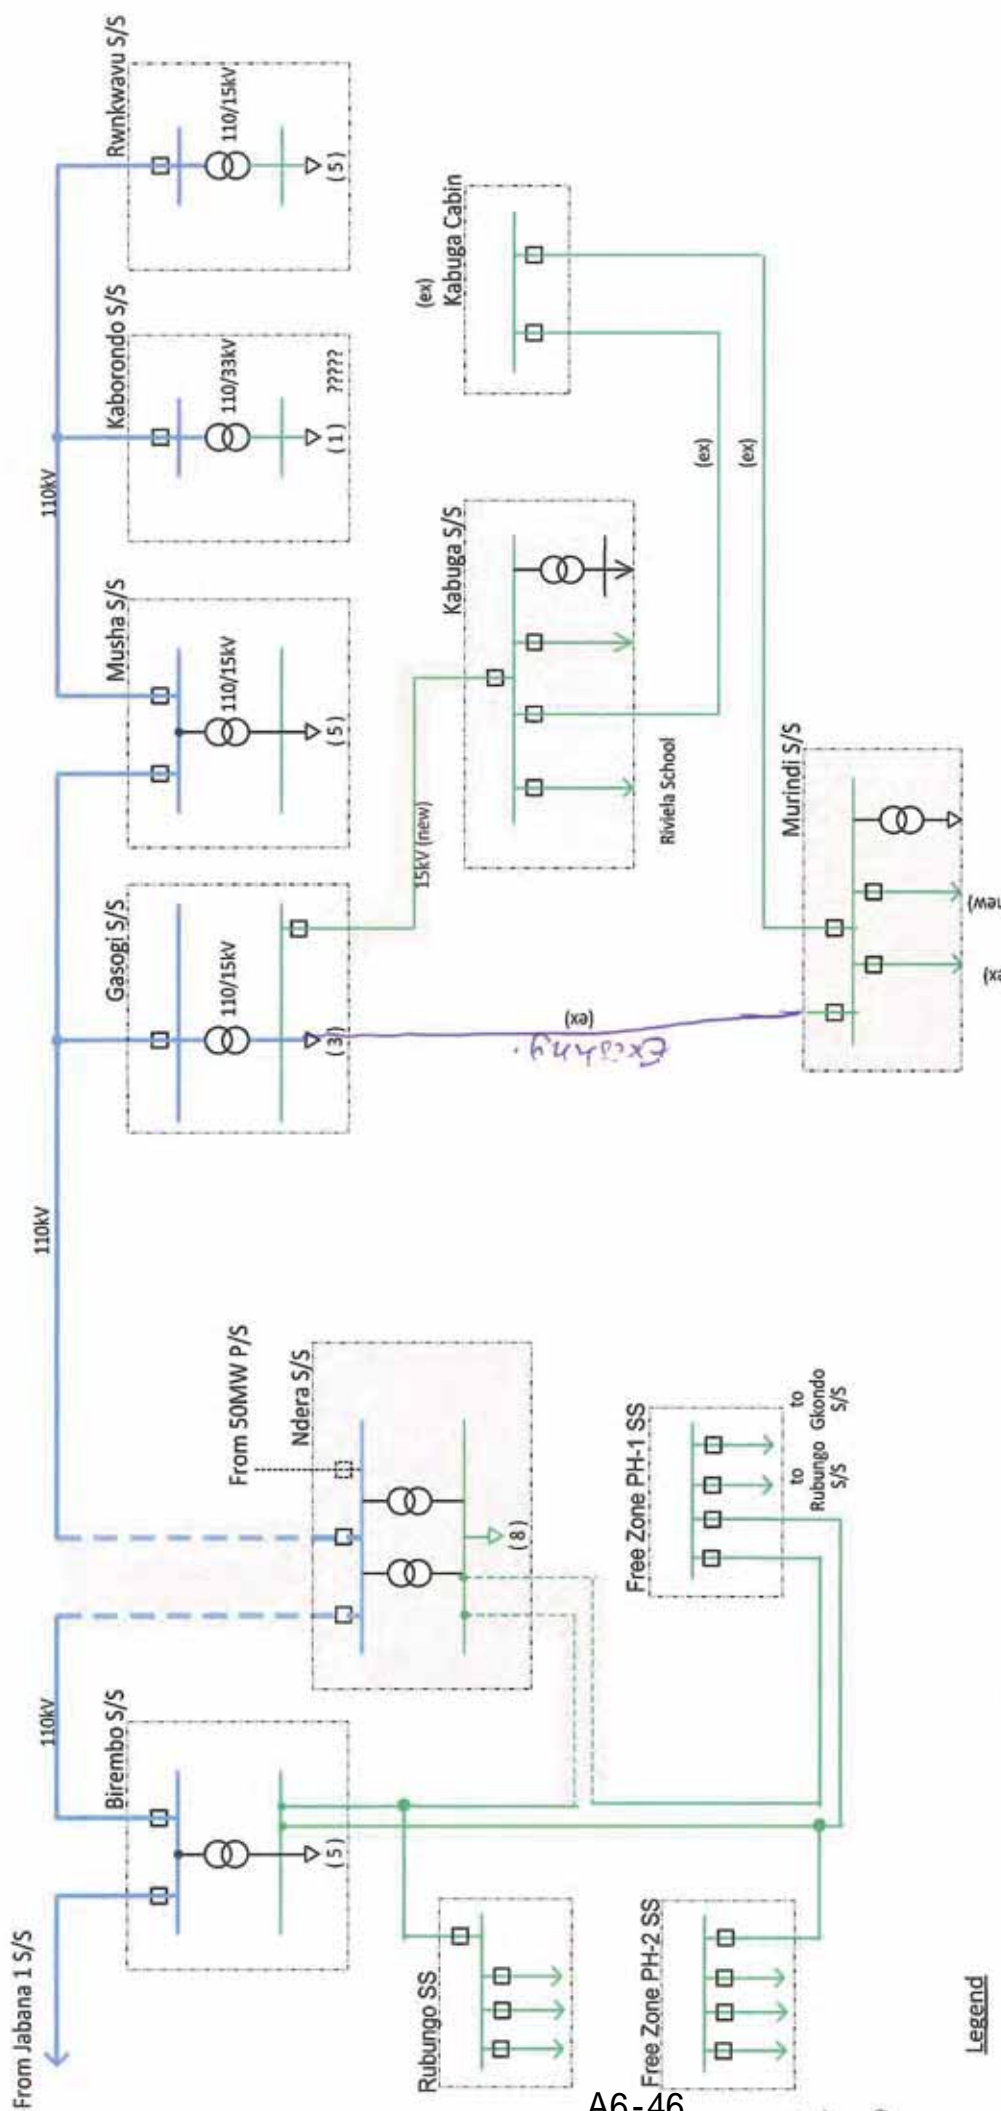 From Jabana 1 S/S
110kV
110kV
110kV
Birembo S/S
(5)
From 50MW P/S
Ndera S/S
(8)
Gasogi S/S
110/15kV
(3)
Musha S/S
110/15kV
(5)
Kaborondo S/S
110/33kV
(1)
?????
Rwnkwavu S/S
110/15kV
(5)
15kV (new)
Kabuga S/S
Riviela School
(ex)
Kabuga Cabin
(ex)
(ex)
(ex)
Existing.
Murindi S/S
Rubungo SS
Free Zone PH-2 SS
Free Zone PH-1 SS
to
Rubungo
S/S
to
Gkondo
S/S
Legend
A6-46